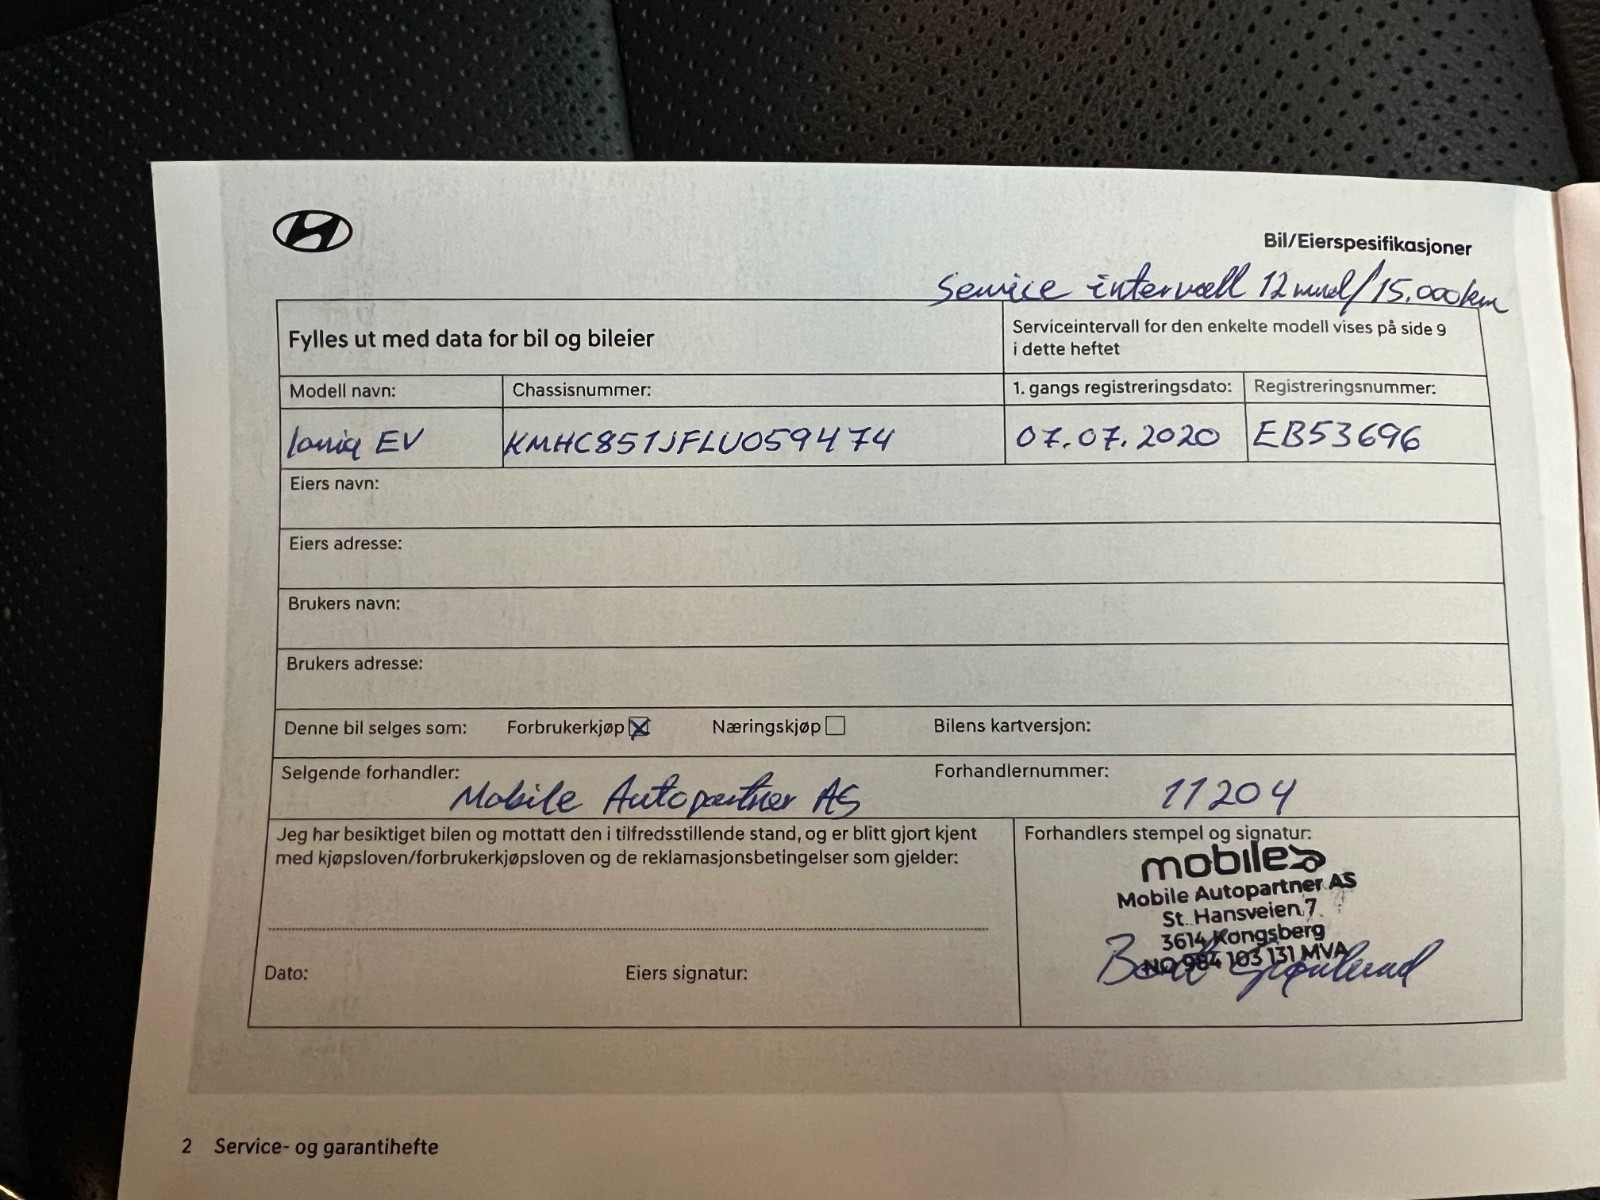 Bil/Eierspesifikasjoner
Service intervall 12 mnd/15.000km
Fylles ut med data for bil og bileier
Serviceintervall for den enkelte modell vises på side 9
i dette heftet
Modell navn:
Chassisnummer:
1. gangs registreringsdato:
Registreringsnummer:
Ioniq EV
KMHC851JFLU059474
07.07.2020
EB53696
Eiers navn:
Eiers adresse:
Brukers navn:
Brukers adresse:
Denne bil selges som: Forbrukerkjøp Næringskjøp Bilens kartversjon:
Selgende forhandler: Mobile Autopartner AS
Forhandlernummer: 11204
Jeg har besiktiget bilen og mottatt den i tilfredsstillende stand, og er blitt gjort kjent
med kjøpsloven/forbrukerkjøpsloven og de reklamasjonsbetingelser som gjelder:
Dato: Eiers signatur:
Forhandlers stempel og signatur:
mobile
Mobile Autopartner AS
St. Hansveien 7
3614 Kongsberg
NO 984 103 131 MVA
2 Service- og garantihefte